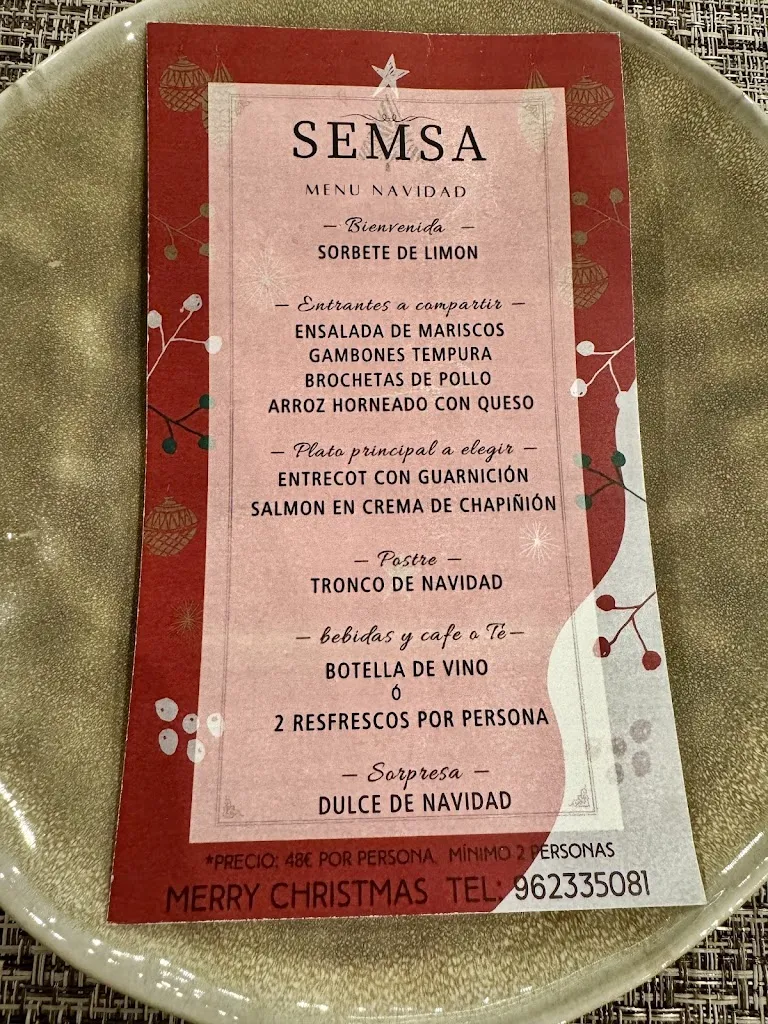 SEMSA
MENU NAVIDAD
— Bienvenida —
SORBETE DE LIMON
— Entrantes a compartir —
ENSALADA DE MARISCOS
GAMBONES TEMPURA
BROCHETAS DE POLLO
ARROZ HORNEADO CON QUESO
— Plato principal a elegir —
ENTRECOT CON GUARNICIÓN
SALMON EN CREMA DE CHAPIÑIÓN
— Postre —
TRONCO DE NAVIDAD
— bebidas y cafe o Té —
BOTELLA DE VINO
ó
2 RESFRESCOS POR PERSONA
— Sorpresa —
DULCE DE NAVIDAD
*PRECIO: 48€ POR PERSONA. MÍNIMO 2 PERSONAS
MERRY CHRISTMAS TEL: 962335081